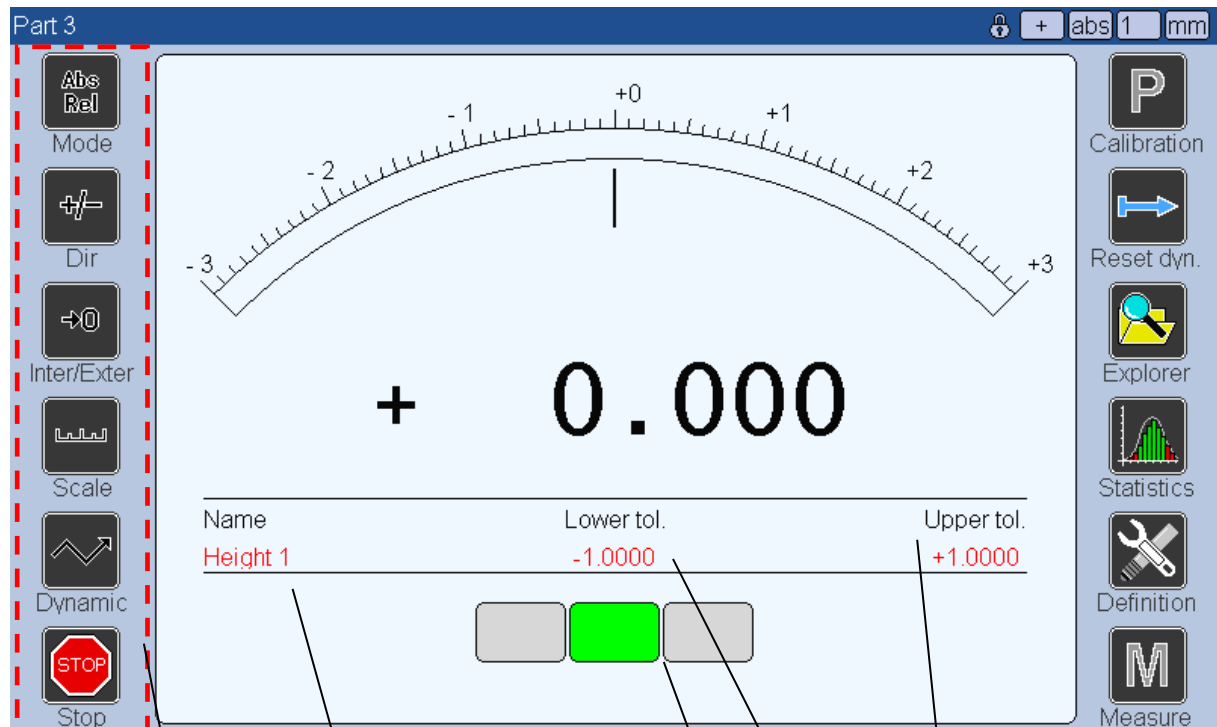 Part 3
+ abs 1 mm
Abs
Rel
Mode
+/-
Dir
→0
Inter/Exter
Scale
Dynamic
STOP
Stop
- 3
- 2
- 1
+0
+1
+2
+3
+ 0.000
Name Lower tol. Upper tol.
Height 1 -1.0000 +1.0000
P
Calibration
Reset dyn.
Explorer
Statistics
Definition
M
Measure